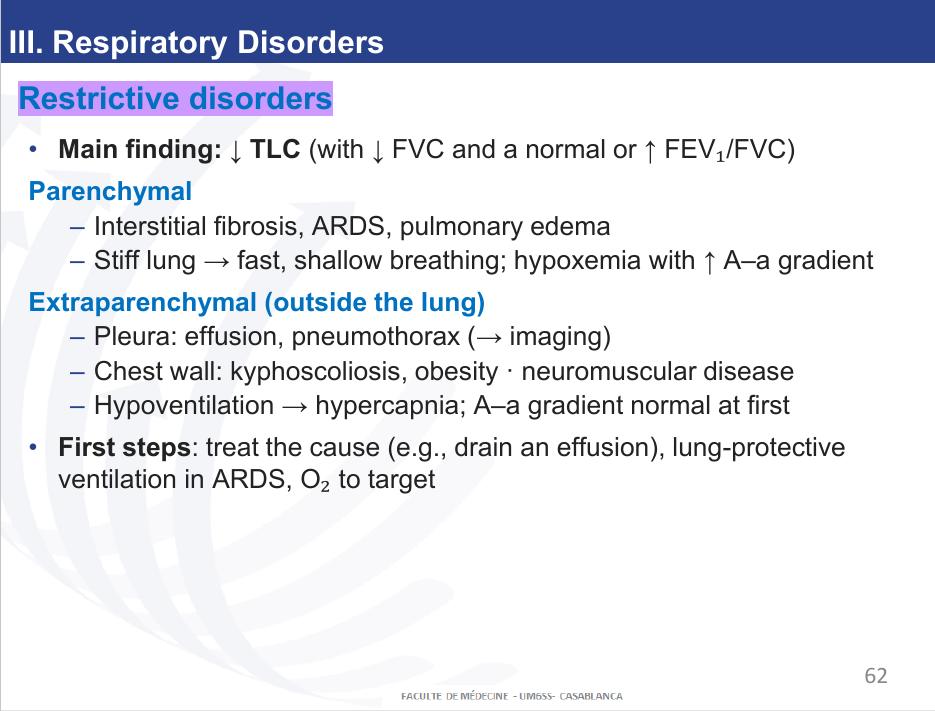 III. Respiratory Disorders
Restrictive disorders
• Main finding: ↓ TLC (with ↓ FVC and a normal or ↑ FEV₁/FVC)
Parenchymal
– Interstitial fibrosis, ARDS, pulmonary edema
– Stiff lung → fast, shallow breathing; hypoxemia with ↑ A–a gradient
Extraparenchymal (outside the lung)
– Pleura: effusion, pneumothorax (→ imaging)
– Chest wall: kyphoscoliosis, obesity · neuromuscular disease
– Hypoventilation → hypercapnia; A–a gradient normal at first
• First steps: treat the cause (e.g., drain an effusion), lung-protective
ventilation in ARDS, O₂ to target
62
FACULTE DE MÉDECINE - UM6SS- CASABLANCA